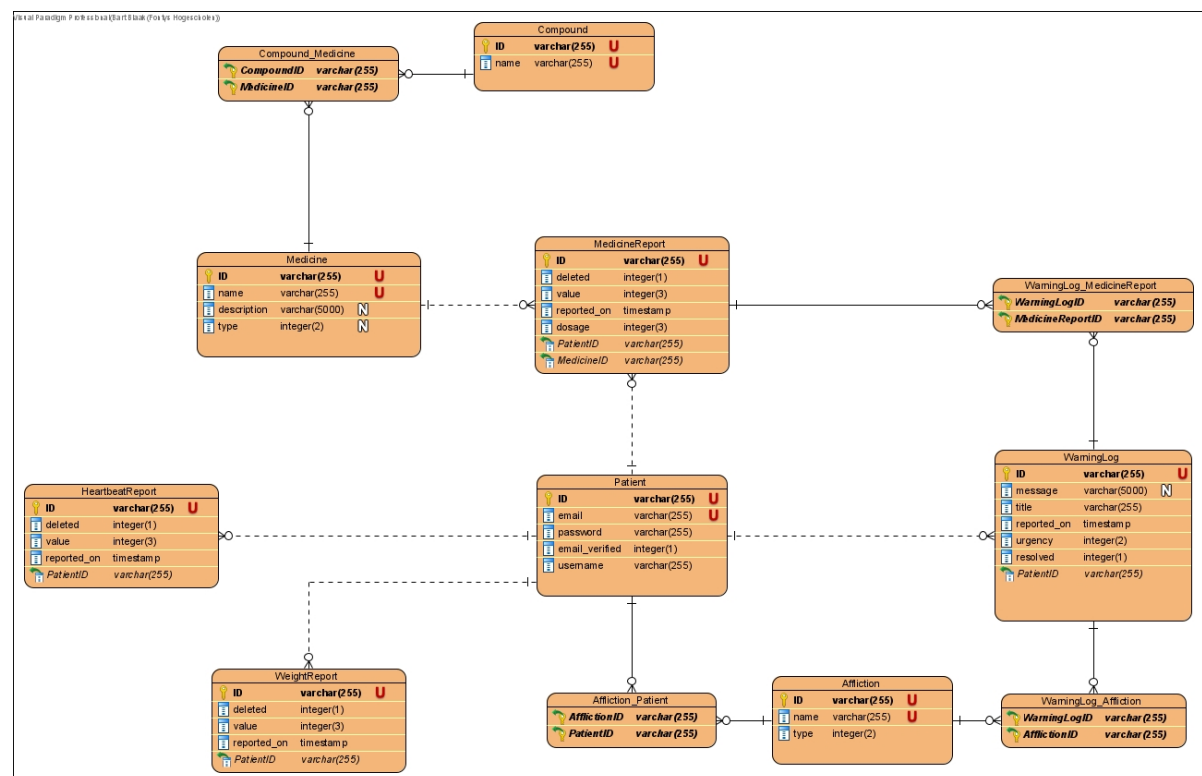 Visual Paradigm Professional(Bart Blaak(Fontys Hogescholen))
Compound
ID varchar(255) U
name varchar(255) U
Compound_Medicine
CompoundID varchar(255)
MedicineID varchar(255)
Medicine
ID varchar(255) U
name varchar(255) U
description varchar(5000) N
type integer(2) N
MedicineReport
ID varchar(255) U
deleted integer(1)
value integer(3)
reported_on timestamp
dosage integer(3)
PatientID varchar(255)
MedicineID varchar(255)
WarningLog_MedicineReport
WarningLogID varchar(255)
MedicineReportID varchar(255)
HeartbeatReport
ID varchar(255) U
deleted integer(1)
value integer(3)
reported_on timestamp
PatientID varchar(255)
Patient
ID varchar(255) U
email varchar(255) U
password varchar(255)
email_verified integer(1)
username varchar(255)
WarningLog
ID varchar(255) U
message varchar(5000) N
title varchar(255)
reported_on timestamp
urgency integer(2)
resolved integer(1)
PatientID varchar(255)
WeightReport
ID varchar(255) U
deleted integer(1)
value integer(3)
reported_on timestamp
PatientID varchar(255)
Affliction_Patient
AfflictionID varchar(255)
PatientID varchar(255)
Affliction
ID varchar(255) U
name varchar(255) U
type integer(2)
WarningLog_Affliction
WarningLogID varchar(255)
AfflictionID varchar(255)